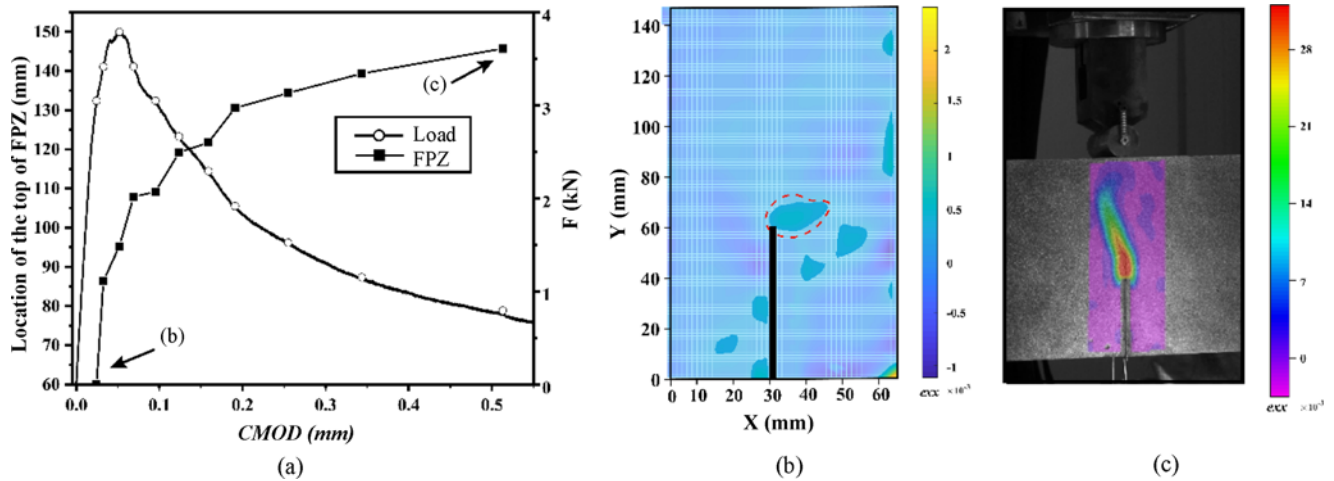 150
140
130
120
110
100
90
80
70
60
Location of the top of FPZ (mm)
0.0 0.1 0.2 0.3 0.4 0.5
CMOD (mm)
4
3
2
1
0
F (kN)
Load
FPZ
(b)
(c)
(a)
140
120
100
80
60
40
20
0
Y (mm)
0 10 20 30 40 50 60
X (mm)
2
1.5
1
0.5
0
-0.5
-1
exx ×10⁻³
(b)
28
21
14
7
0
exx ×10⁻³
(c)